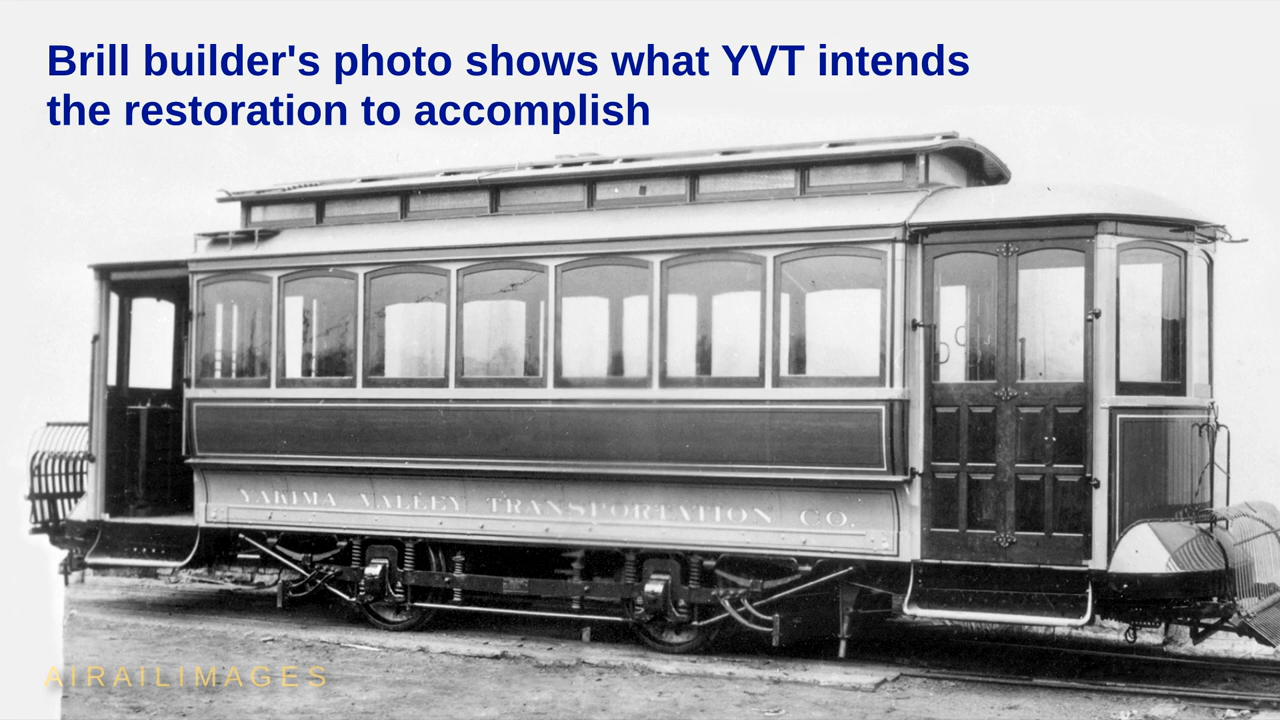 Brill builder's photo shows what YVT intends
the restoration to accomplish
YAKIMA VALLEY TRANSPORTATION CO.
AIRAILIMAGES